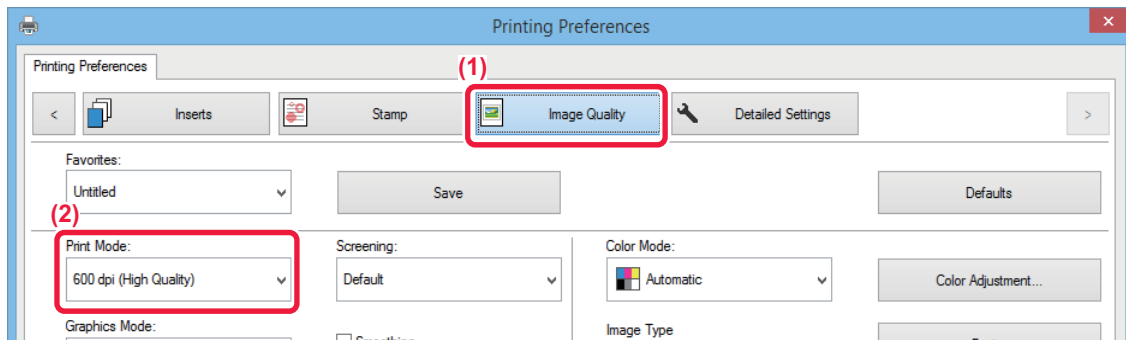 Printing Preferences
Printing Preferences
(1)
<
Inserts
Stamp
Image Quality
Detailed Settings
>
Favorites:
Untitled
Save
Defaults
(2)
Print Mode:
Screening:
Color Mode:
600 dpi (High Quality)
Default
Automatic
Color Adjustment...
Graphics Mode:
Smoothing
Image Type